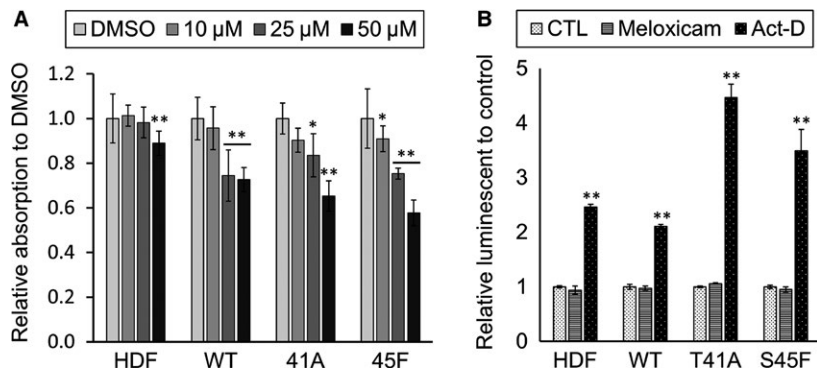 A
DMSO 10 μM 25 μM 50 μM
Relative absorption to DMSO
1.2
1.0
0.8
0.6
0.4
0.2
0.0
** ** * ** * **
HDF WT 41A 45F
B
CTL Meloxicam Act-D
Relative luminescent to control
5
4
3
2
1
0
** ** ** **
HDF WT T41A S45F